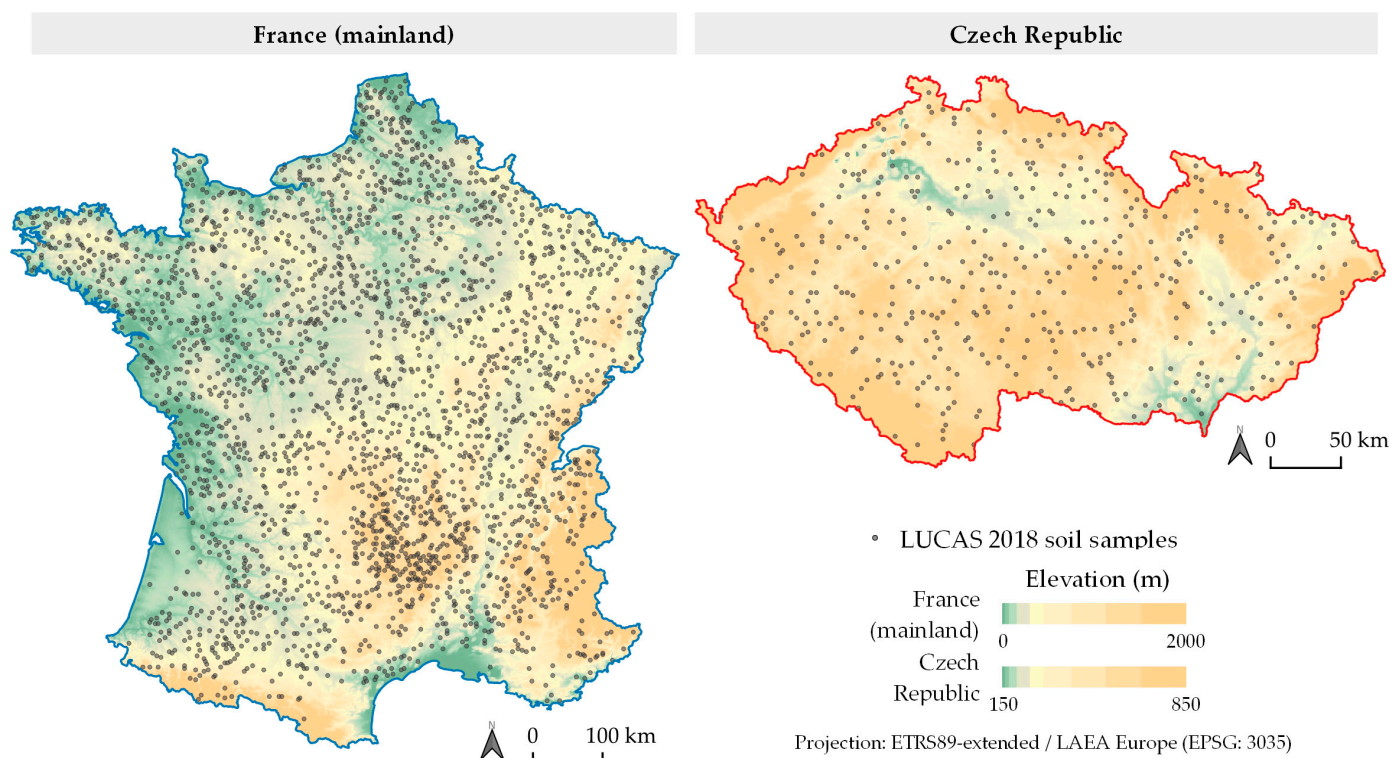 France (mainland)
Czech Republic
N
0 50 km
LUCAS 2018 soil samples
Elevation (m)
France
(mainland)
0 2000
Czech
Republic
150 850
N
0 100 km
Projection: ETRS89-extended / LAEA Europe (EPSG: 3035)